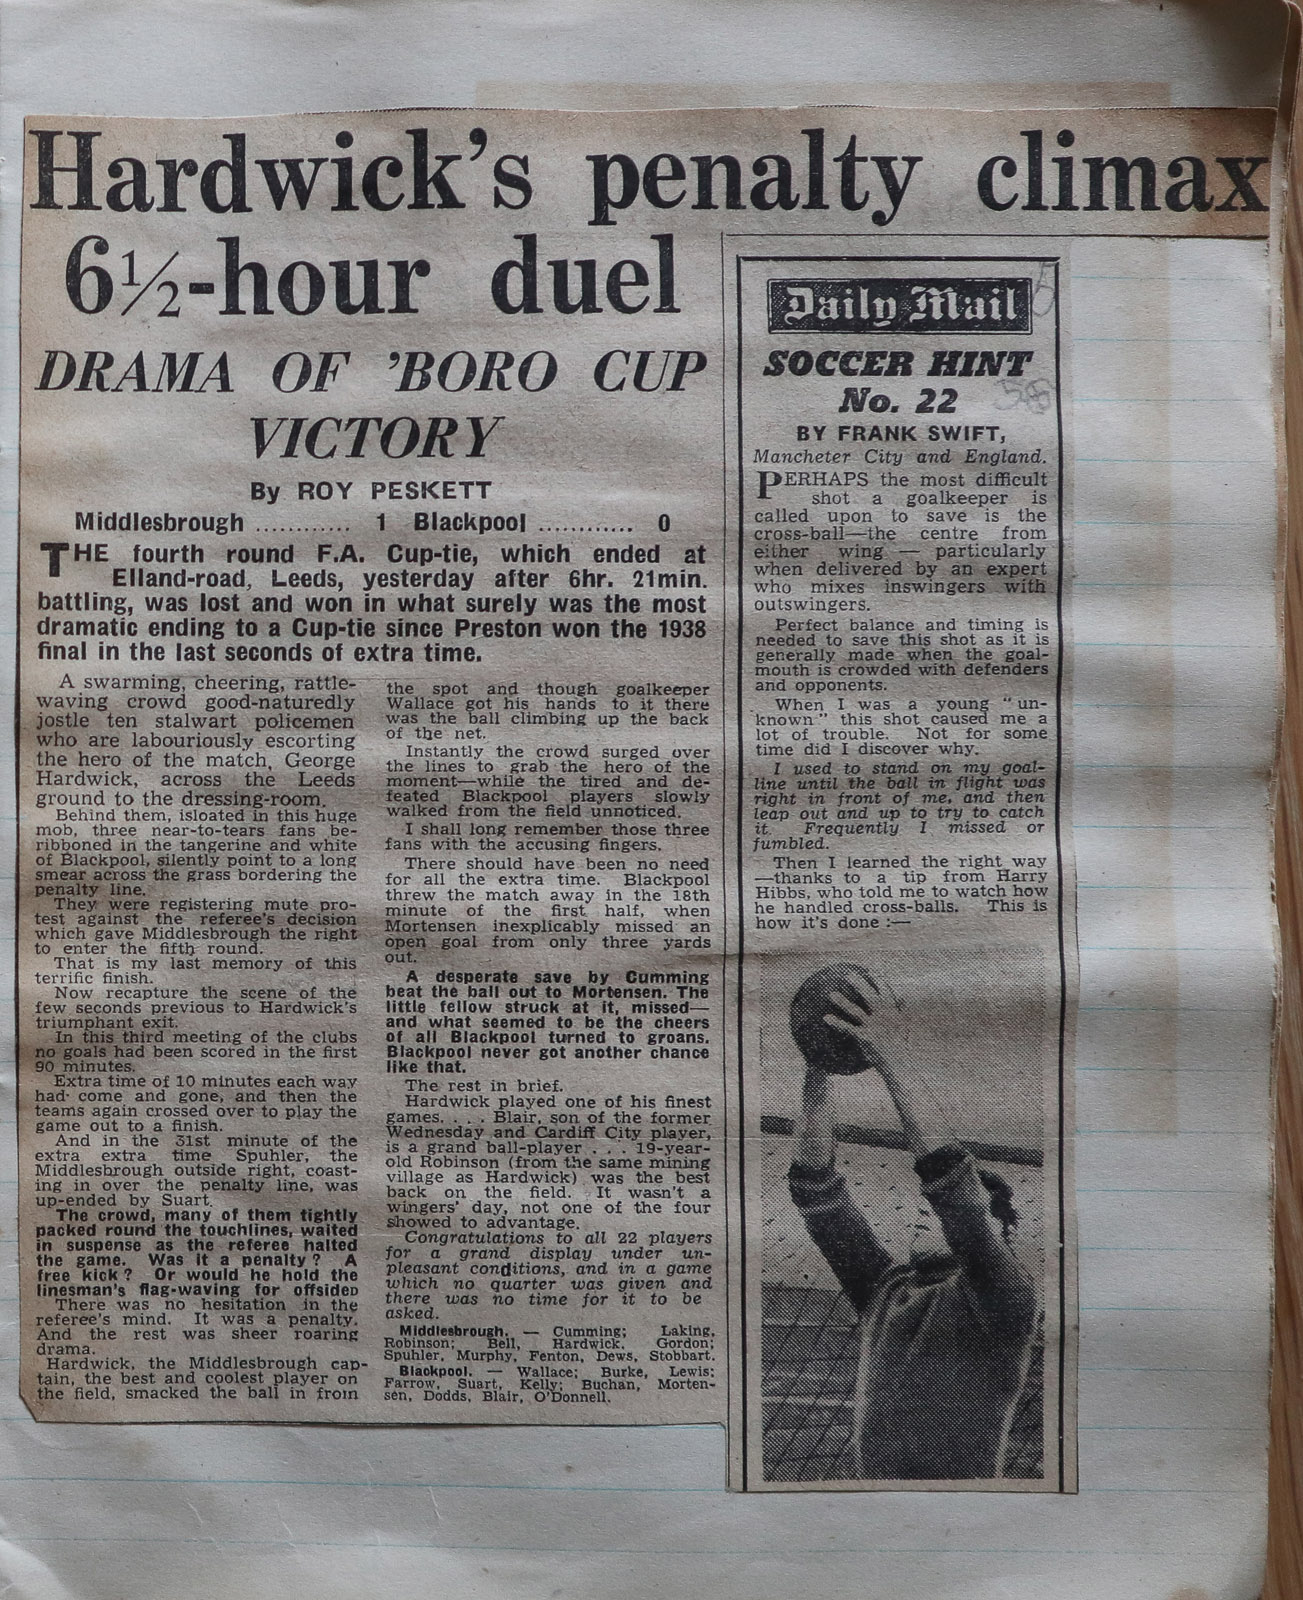 Hardwick's penalty climax
6½-hour duel
DRAMA OF 'BORO CUP
VICTORY
By ROY PESKETT
Middlesbrough ............ 1 Blackpool ............ 0
THE fourth round F.A. Cup-tie, which ended at
Elland-road, Leeds, yesterday after 6hr. 21min.
battling, was lost and won in what surely was the most
dramatic ending to a Cup-tie since Preston won the 1938
final in the last seconds of extra time.
A swarming, cheering, rattle-
waving crowd good-naturedly
jostle ten stalwart policemen
who are labouriously escorting
the hero of the match, George
Hardwick, across the Leeds
ground to the dressing-room.
Behind them, isloated in this huge
mob, three near-to-tears fans be-
ribboned in the tangerine and white
of Blackpool, silently point to a long
smear across the grass bordering the
penalty line.
They were registering mute pro-
test against the referee's decision
which gave Middlesbrough the right
to enter the fifth round.
That is my last memory of this
terrific finish.
Now recapture the scene of the
few seconds previous to Hardwick's
triumphant exit.
In this third meeting of the clubs
no goals had been scored in the first
90 minutes.
Extra time of 10 minutes each way
had come and gone, and then the
teams again crossed over to play the
game out to a finish.
And in the 31st minute of the
extra extra time Spuhler, the
Middlesbrough outside right, coast-
ing in over the penalty line, was
up-ended by Suart.
The crowd, many of them tightly
packed round the touchlines, waited
in suspense as the referee halted
the game. Was it a penalty? A
free kick? Or would he hold the
linesman's flag-waving for offside?
There was no hesitation in the
referee's mind. It was a penalty.
And the rest was sheer roaring
drama.
Hardwick, the Middlesbrough cap-
tain, the best and coolest player on
the field, smacked the ball in from
the spot and though goalkeeper
Wallace got his hands to it there
was the ball climbing up the back
of the net.
Instantly the crowd surged over
the lines to grab the hero of the
moment—while the tired and de-
feated Blackpool players slowly
walked from the field unnoticed.
I shall long remember those three
fans with the accusing fingers.
There should have been no need
for all the extra time. Blackpool
threw the match away in the 18th
minute of the first half, when
Mortensen inexplicably missed an
open goal from only three yards
out.
A desperate save by Cumming
beat the ball out to Mortensen. The
little fellow struck at it, missed—
and what seemed to be the cheers
of all Blackpool turned to groans.
Blackpool never got another chance
like that.
The rest in brief.
Hardwick played one of his finest
games. . . . Blair, son of the former
Wednesday and Cardiff City player,
is a grand ball-player . . . 19-year-
old Robinson (from the same mining
village as Hardwick) was the best
back on the field. It wasn't a
wingers' day, not one of the four
showed to advantage.
Congratulations to all 22 players
for a grand display under un-
pleasant conditions, and in a game
which no quarter was given and
there was no time for it to be
asked.
Middlesbrough. — Cumming; Laking,
Robinson; Bell, Hardwick, Gordon;
Spuhler, Murphy, Fenton, Dews, Stobbart.
Blackpool. — Wallace; Burke, Lewis;
Farrow, Suart, Kelly; Buchan, Morten-
sen, Dodds, Blair, O'Donnell.
Daily Mail
SOCCER HINT
No. 22
BY FRANK SWIFT,
Mancheter City and England.
PERHAPS the most difficult
shot a goalkeeper is
called upon to save is the
cross-ball—the centre from
either wing — particularly
when delivered by an expert
who mixes inswingers with
outswingers.
Perfect balance and timing is
needed to save this shot as it is
generally made when the goal-
mouth is crowded with defenders
and opponents.
When I was a young "un-
known" this shot caused me a
lot of trouble. Not for some
time did I discover why.
I used to stand on my goal-
line until the ball in flight was
right in front of me, and then
leap out and up to try to catch
it. Frequently I missed or
fumbled.
Then I learned the right way
—thanks to a tip from Harry
Hibbs, who told me to watch how
he handled cross-balls. This is
how it's done :—